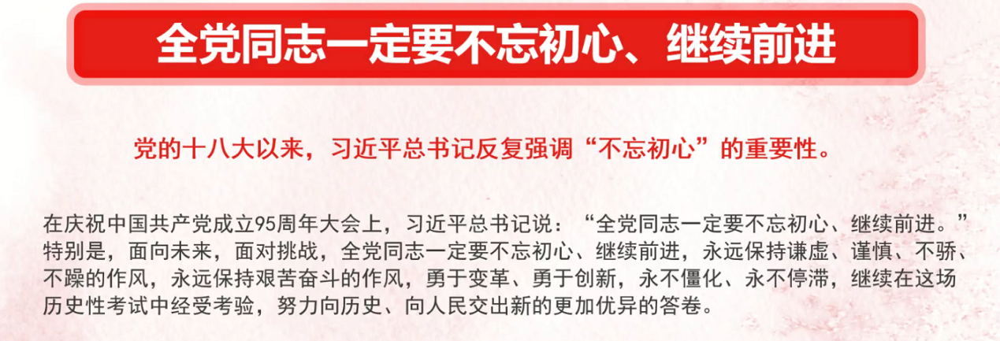 全党同志一定要不忘初心、继续前进
党的十八大以来，习近平总书记反复强调“不忘初心”的重要性。
在庆祝中国共产党成立95周年大会上，习近平总书记说：“全党同志一定要不忘初心、继续前进。”
特别是，面向未来，面对挑战，全党同志一定要不忘初心、继续前进，永远保持谦虚、谨慎、不骄、
不躁的作风，永远保持艰苦奋斗的作风，勇于变革、勇于创新，永不僵化、永不停滞，继续在这场
历史性考试中经受考验，努力向历史、向人民交出新的更加优异的答卷。